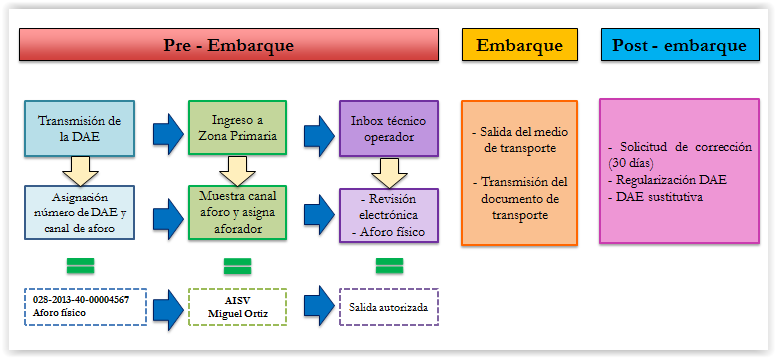 Pre - Embarque
Embarque
Post - embarque
Transmisión de
la DAE
Ingreso a
Zona Primaria
Inbox técnico
operador
Asignación
número de DAE y
canal de aforo
Muestra canal
aforo y asigna
aforador
- Revisión
electrónica
- Aforo físico
028-2013-40-00004567
Aforo físico
AISV
Miguel Ortiz
Salida autorizada
- Salida del medio
de transporte
- Transmisión del
documento de
transporte
- Solicitud de corrección
(30 días)
- Regularización DAE
- DAE sustitutiva